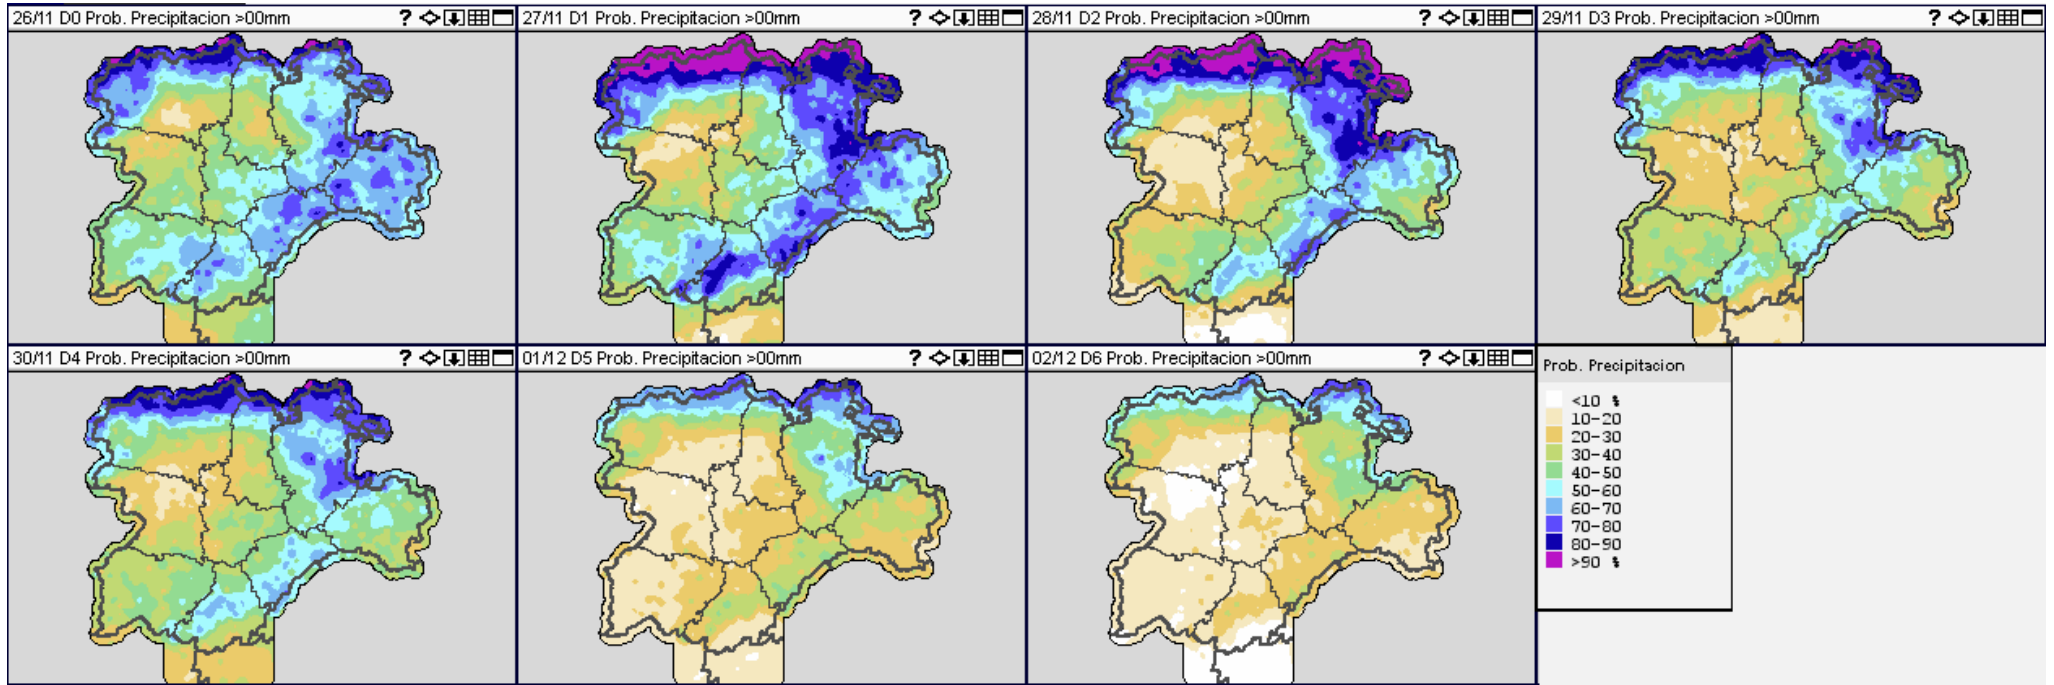 26/11 D0 Prob. Precipitacion >00mm ?
27/11 D1 Prob. Precipitacion >00mm ?
28/11 D2 Prob. Precipitacion >00mm ?
29/11 D3 Prob. Precipitacion >00mm ?
30/11 D4 Prob. Precipitacion >00mm ?
01/12 D5 Prob. Precipitacion >00mm ?
02/12 D6 Prob. Precipitacion >00mm ?
Prob. Precipitacion
<10 %
10-20
20-30
30-40
40-50
50-60
60-70
70-80
80-90
>90 %